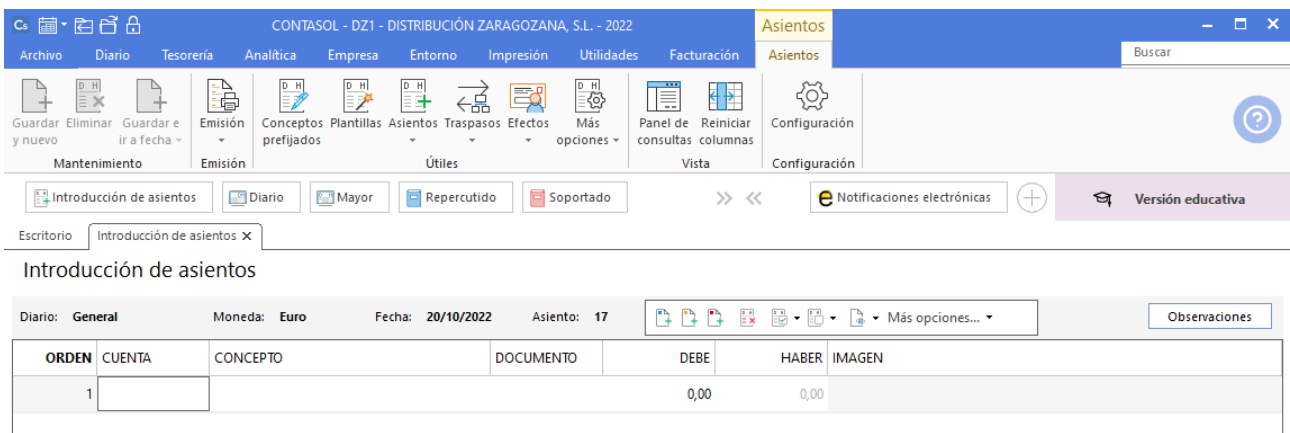 Cs CONTASOL - DZ1 - DISTRIBUCIÓN ZARAGOZANA, S.L. - 2022 Asientos
Archivo Diario Tesorería Analítica Empresa Entorno Impresión Utilidades Facturación Asientos Buscar
Guardar y nuevo
Eliminar
Guardar e ir a fecha
Emisión
Conceptos prefijados
Plantillas
Asientos
Traspasos
Efectos
Más opciones
Panel de consultas
Reiniciar columnas
Configuración
Mantenimiento Emisión Útiles Vista Configuración
Introducción de asientos Diario Mayor Repercutido Soportado Notificaciones electrónicas Versión educativa
Escritorio Introducción de asientos X
Introducción de asientos
Diario: General Moneda: Euro Fecha: 20/10/2022 Asiento: 17 Más opciones... Observaciones
ORDEN CUENTA CONCEPTO DOCUMENTO DEBE HABER IMAGEN
1 0,00 0,00